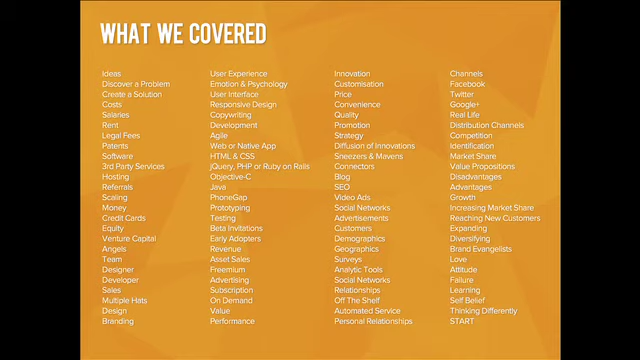 WHAT WE COVERED
Ideas
Discover a Problem
Create a Solution
Costs
Salaries
Rent
Legal Fees
Patents
Software
3rd Party Services
Hosting
Referrals
Scaling
Money
Credit Cards
Equity
Venture Capital
Angels
Team
Designer
Developer
Sales
Multiple Hats
Design
Branding
User Experience
Emotion & Psychology
User Interface
Responsive Design
Copywriting
Development
Agile
Web or Native App
HTML & CSS
jQuery, PHP or Ruby on Rails
Objective-C
Java
PhoneGap
Prototyping
Testing
Beta Invitations
Early Adopters
Revenue
Asset Sales
Freemium
Advertising
Subscription
On Demand
Value
Performance
Innovation
Customisation
Price
Convenience
Quality
Promotion
Strategy
Diffusion of Innovations
Sneezers & Mavens
Connectors
Blog
SEO
Video Ads
Social Networks
Advertisements
Customers
Demographics
Geographics
Surveys
Analytic Tools
Social Networks
Relationships
Off The Shelf
Automated Service
Personal Relationships
Channels
Facebook
Twitter
Google+
Real Life
Distribution Channels
Competition
Identification
Market Share
Value Propositions
Disadvantages
Advantages
Growth
Increasing Market Share
Reaching New Customers
Expanding
Diversifying
Brand Evangelists
Love
Attitude
Failure
Learning
Self Belief
Thinking Differently
START